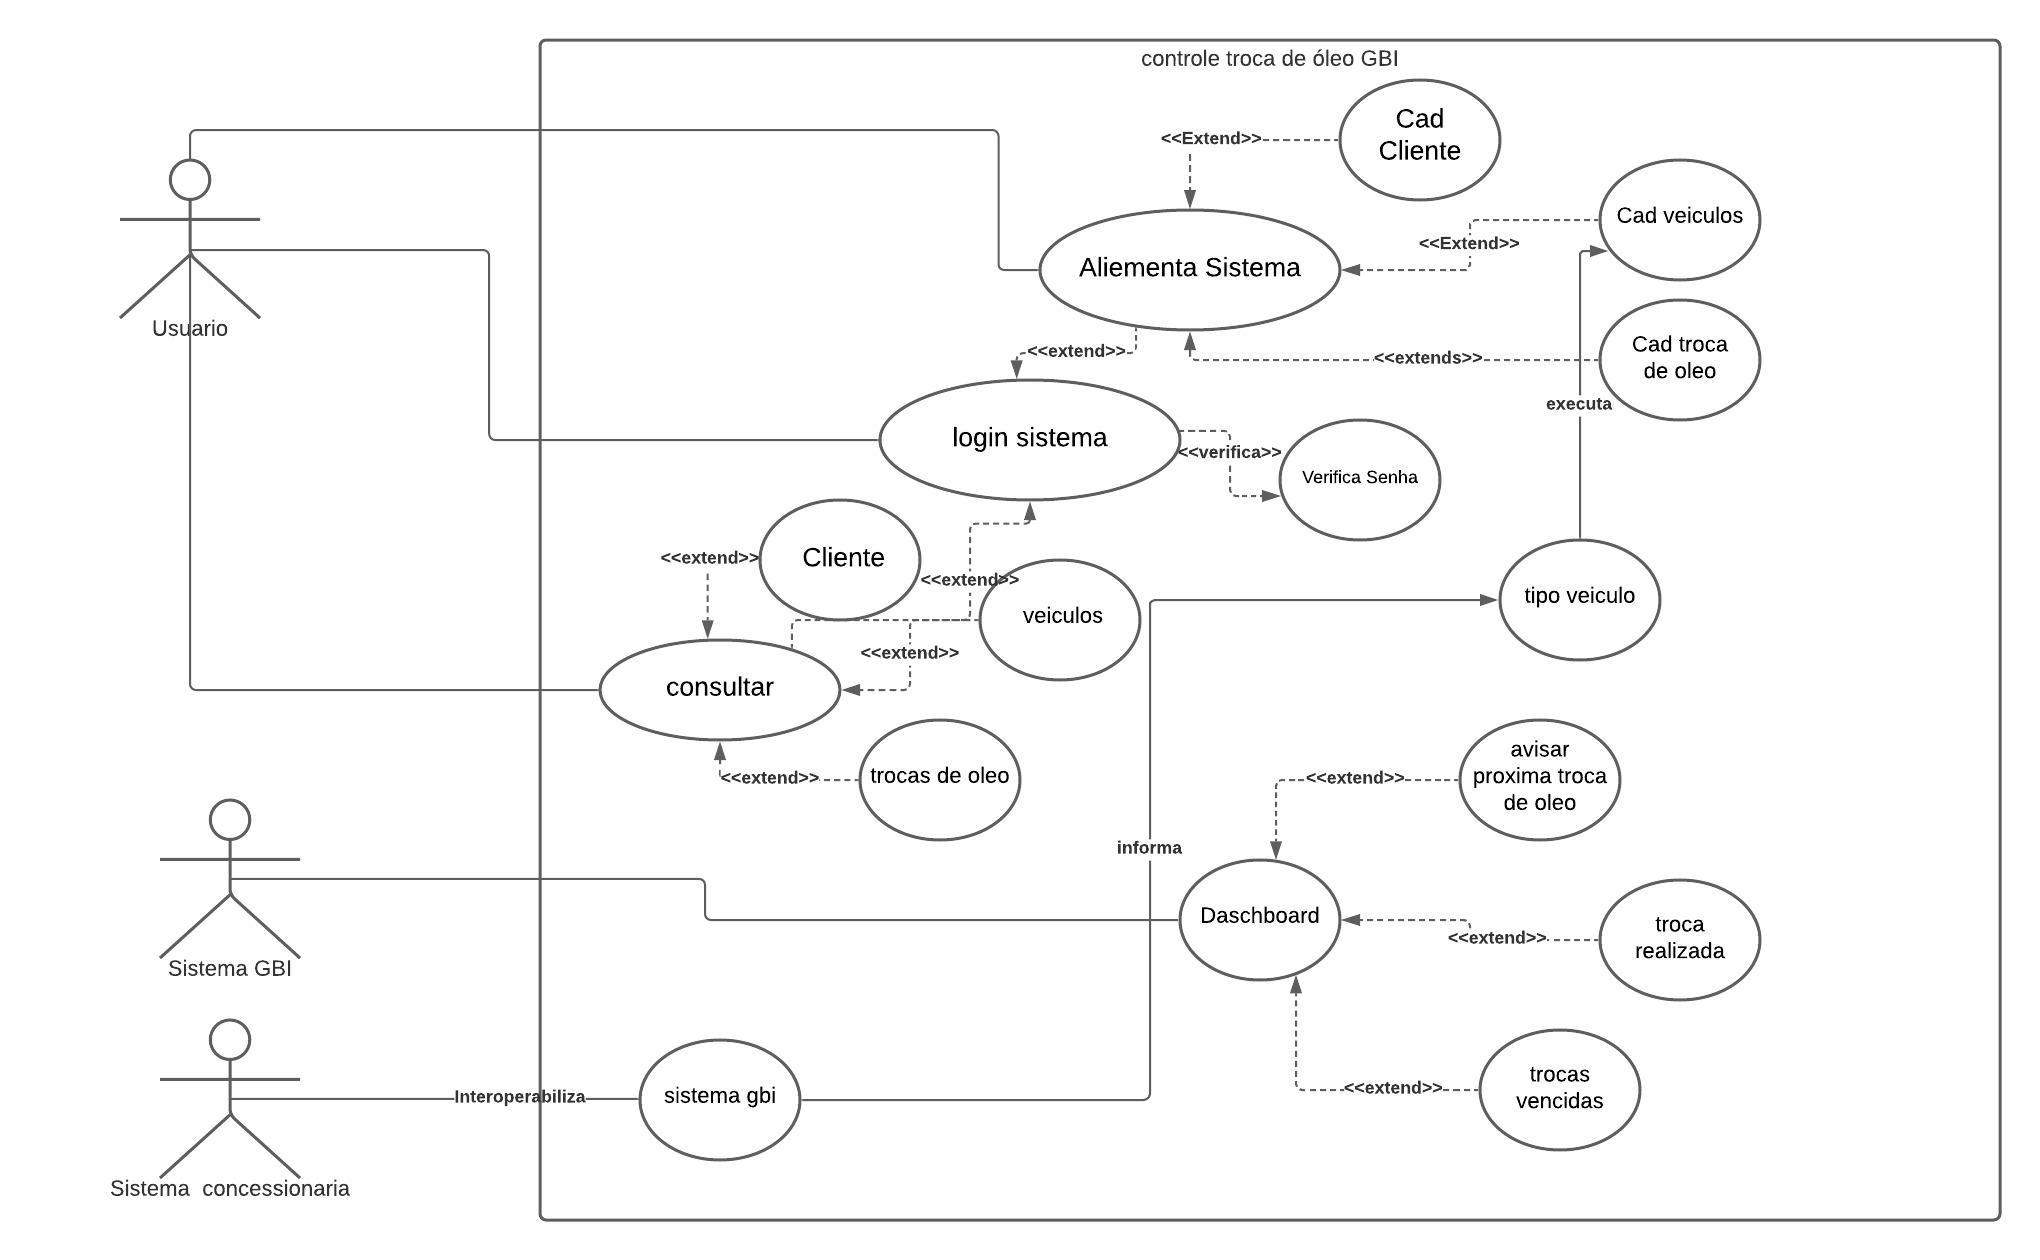 controle troca de óleo GBI
Cad
Cliente
<<Extend>>
Cad veiculos
<<Extend>>
Aliementa Sistema
Usuario
Cad troca
de oleo
<<extend>>
<<extends>>
executa
login sistema
<<verifica>>
Verifica Senha
<<extend>>
Cliente
<<extend>>
veiculos
tipo veiculo
<<extend>>
consultar
<<extend>>
trocas de oleo
<<extend>>
avisar
proxima troca
de oleo
informa
Daschboard
<<extend>>
troca
realizada
Sistema GBI
<<extend>>
trocas
vencidas
Interoperabiliza
sistema gbi
Sistema concessionaria